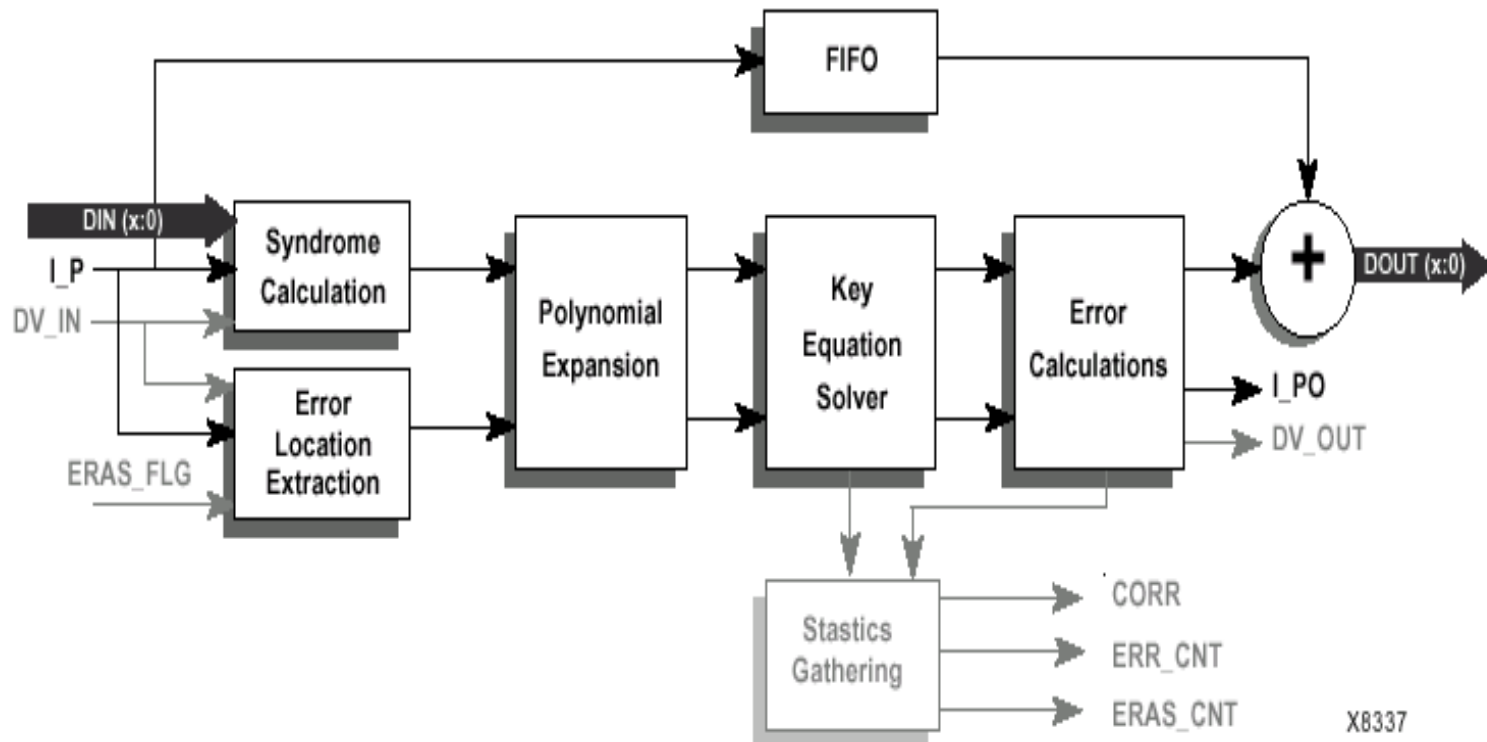 FIFO
DIN (x:0)
I_P
DV_IN
ERAS_FLG
Syndrome
Calculation
Error
Location
Extraction
Polynomial
Expansion
Key
Equation
Solver
Error
Calculations
+
DOUT (x:0)
I_PO
DV_OUT
Stastics
Gathering
CORR
ERR_CNT
ERAS_CNT
X8337